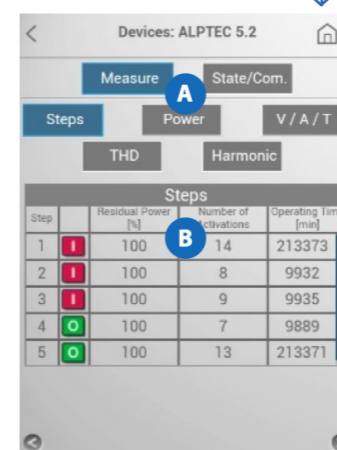 Devices: ALPTEC 5.2
Measure State/Com.
A
Steps Power V / A / T
THD Harmonic
Steps
Step Residual Power [%] Number of Activations Operating Tim [min]
B
1 I 100 14 213373
2 I 100 8 9932
3 I 100 9 9935
4 O 100 7 9889
5 O 100 13 213371